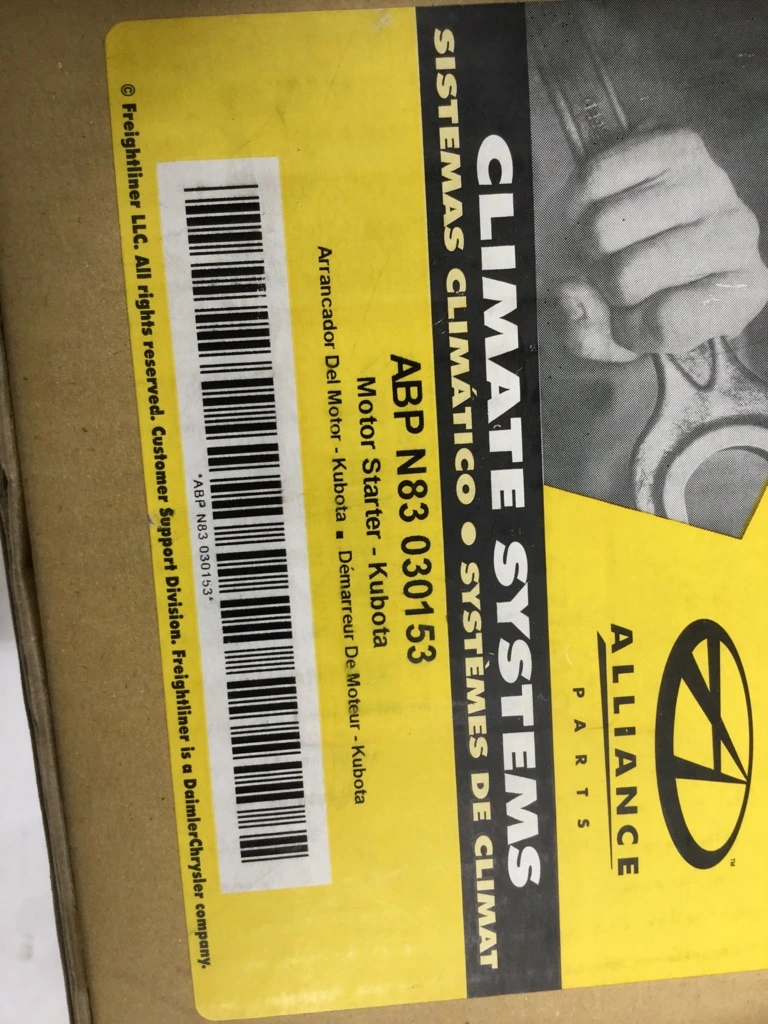 ALLIANCE
PARTS
CLIMATE SYSTEMS
SISTEMAS CLIMÁTICO • SYSTÈMES DE CLIMAT
ABP N83 030153
Motor Starter - Kubota
Arrancador Del Motor - Kubota ■ Démarreur De Moteur - Kubota
*ABP N83 030153*
© Freightliner LLC. All rights reserved. Customer Support Division. Freightliner is a DaimlerChrysler company.